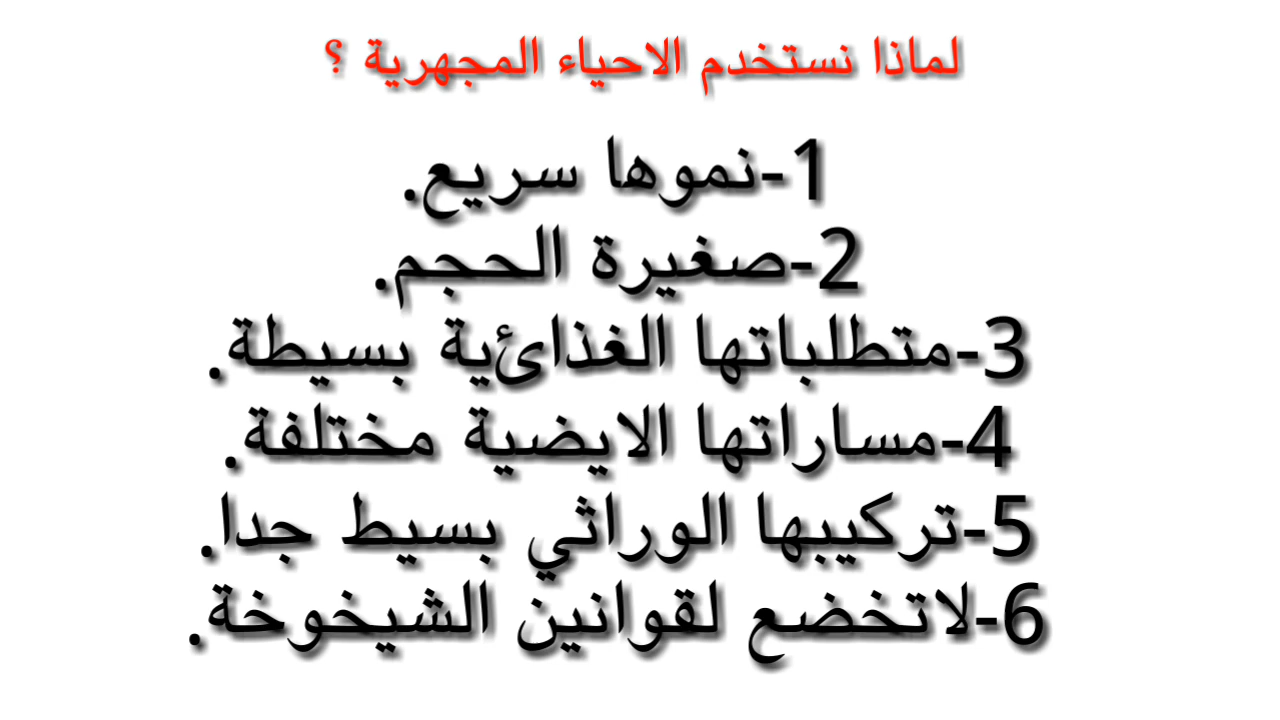 لماذا نستخدم الاحياء المجهرية ؟
1-نموها سريع.
2-صغيرة الحجم.
3-متطلباتها الغذائية بسيطة.
4-مساراتها الايضية مختلفة.
5-تركيبها الوراثي بسيط جدا.
6-لاتخضع لقوانين الشيخوخة.